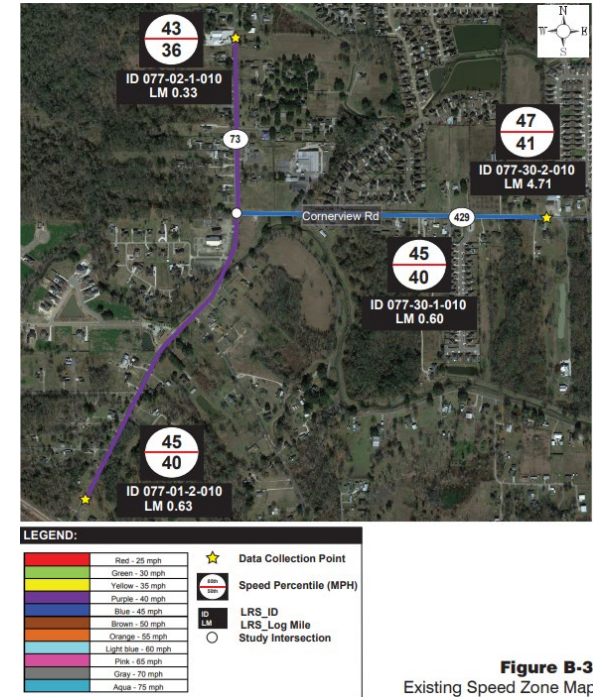 N
W E
S
43
36
ID 077-02-1-010
LM 0.33
73
47
41
ID 077-30-2-010
LM 4.71
Cornerview Rd
429
45
40
ID 077-30-1-010
LM 0.60
45
40
ID 077-01-2-010
LM 0.63
LEGEND:
Red - 25 mph
Green - 30 mph
Yellow - 35 mph
Purple - 40 mph
Blue - 45 mph
Brown - 50 mph
Orange - 55 mph
Light blue - 60 mph
Pink - 65 mph
Gray - 70 mph
Aqua - 75 mph
Data Collection Point
85th
50th
Speed Percentile (MPH)
ID
LM
LRS_ID
LRS_Log Mile
Study Intersection
Figure B-3
Existing Speed Zone Map